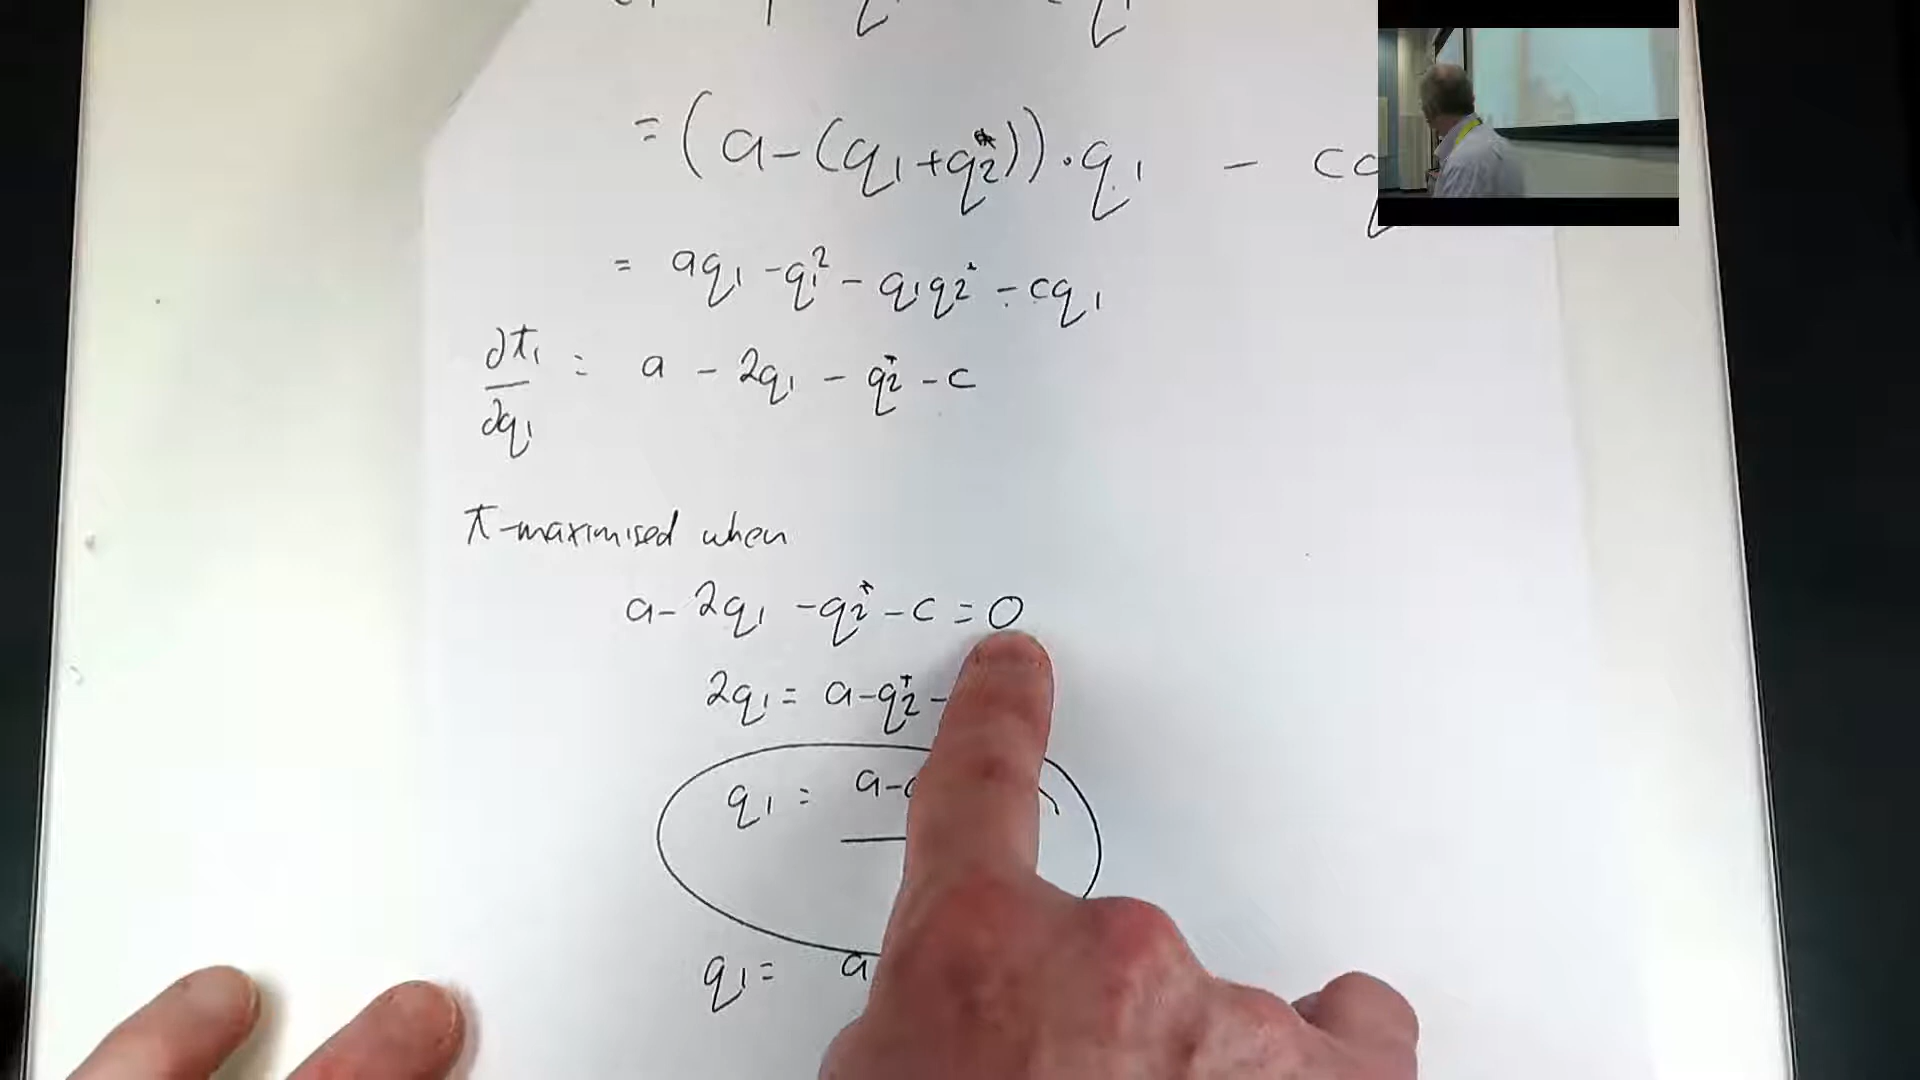 = (a-(q₁+q₂*))·q₁ - cq
= aq₁ - q₁² - q₁q₂* - cq₁
∂π₁/∂q₁ = a - 2q₁ - q₂* - c
π-maximised when
a - 2q₁ - q₂* - c = 0
2q₁ = a - q₂* -
q₁ = a-
q₁ = a